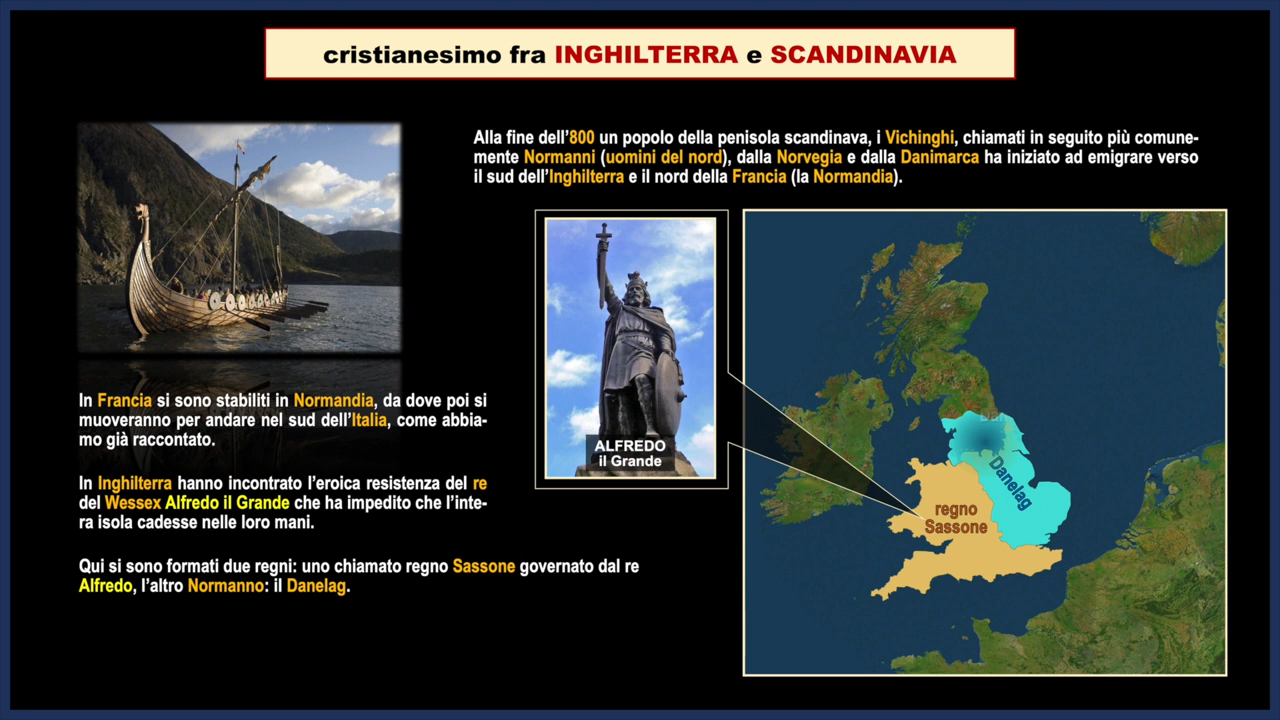 cristianesimo fra INGHILTERRA e SCANDINAVIA
Alla fine dell’800 un popolo della penisola scandinava, i Vichinghi, chiamati in seguito più comune-
mente Normanni (uomini del nord), dalla Norvegia e dalla Danimarca ha iniziato ad emigrare verso
il sud dell’Inghilterra e il nord della Francia (la Normandia).
In Francia si sono stabiliti in Normandia, da dove poi si
muoveranno per andare nel sud dell’Italia, come abbia-
mo già raccontato.
In Inghilterra hanno incontrato l’eroica resistenza del re
del Wessex Alfredo il Grande che ha impedito che l’inte-
ra isola cadesse nelle loro mani.
Qui si sono formati due regni: uno chiamato regno Sassone governato dal re
Alfredo, l’altro Normanno: il Danelag.
ALFREDO
il Grande
Danelag
regno
Sassone